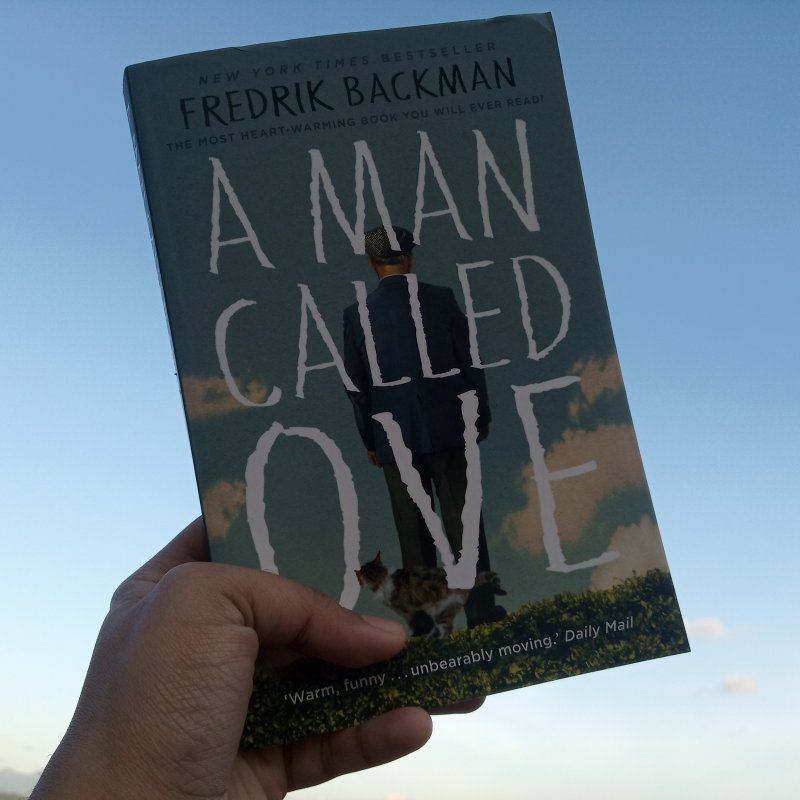 NEW YORK TIMES BESTSELLER
FREDRIK BACKMAN
THE MOST HEART-WARMING BOOK YOU WILL EVER READ!
A MAN
CALLED
OVE
'Warm, funny . . . unbearably moving.' Daily Mail